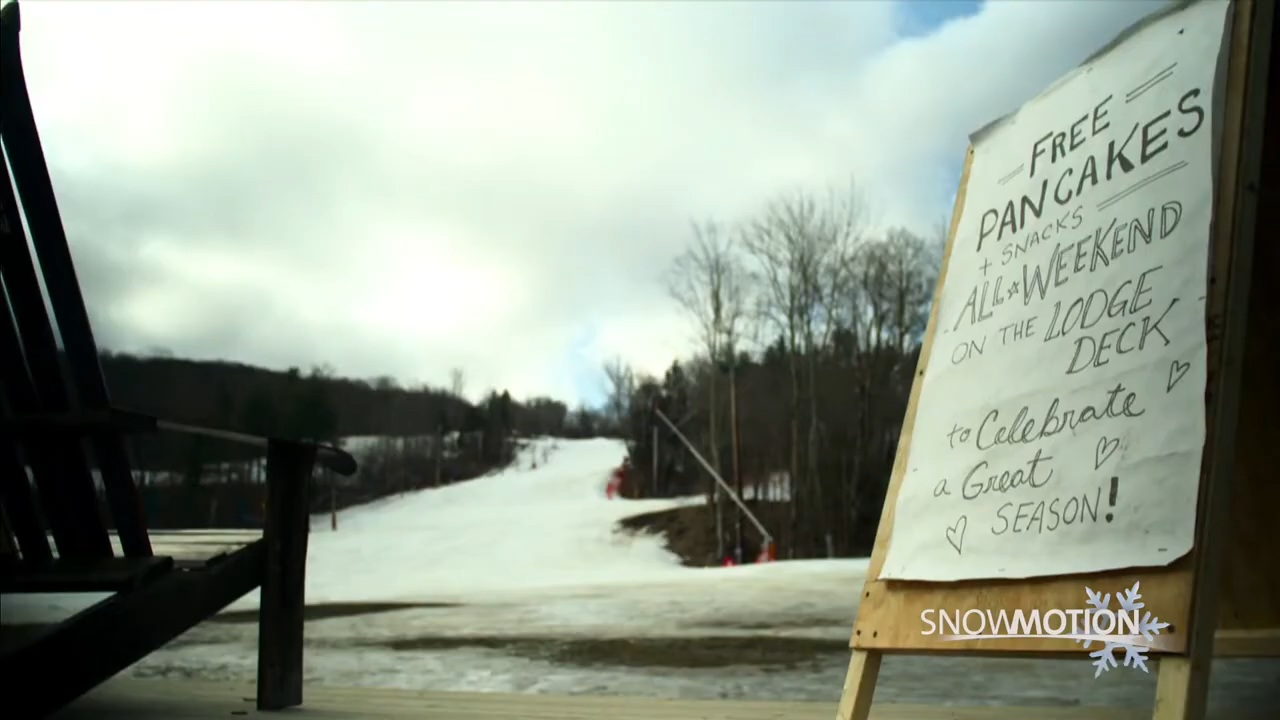 FREE
PANCAKES
+ SNACKS
ALL☆WEEKEND
ON THE LODGE
DECK
to Celebrate
a Great
SEASON!
SNOWMOTION